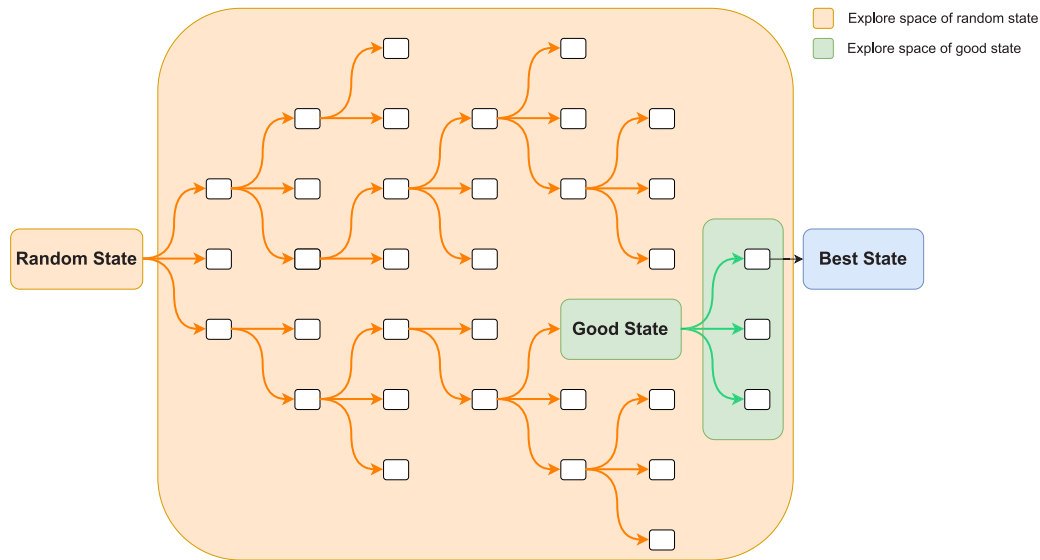 Explore space of random state
Explore space of good state
Random State
Best State
Good State